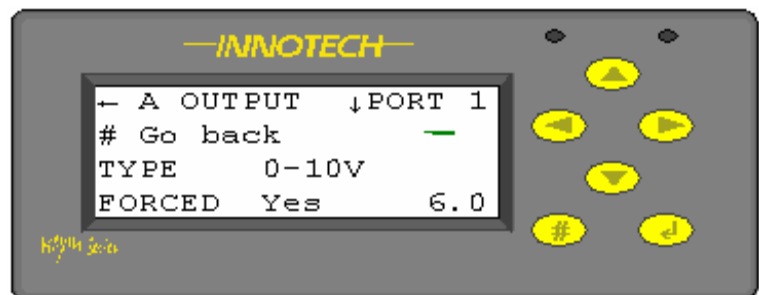 INNOTECH
← A OUTPUT ↓PORT 1
# Go back
TYPE 0-10V
FORCED Yes 6.0
#